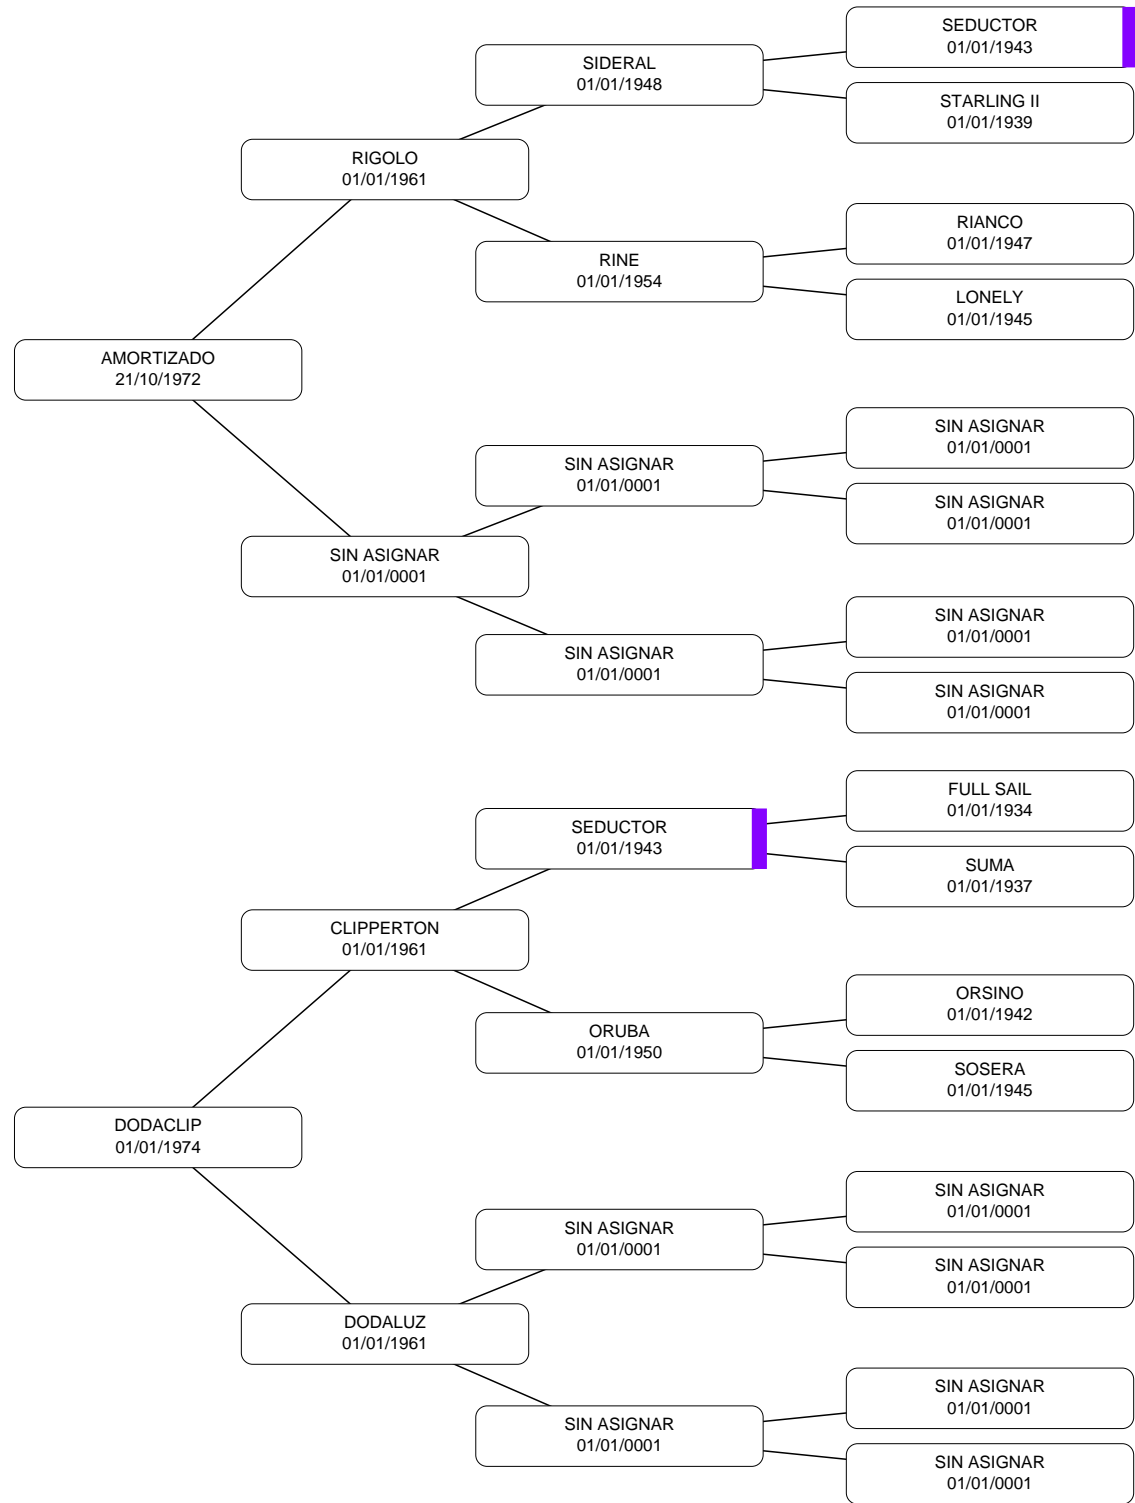 SEDUCTOR
01/01/1943
SIDERAL
01/01/1948
STARLING II
01/01/1939
RIGOLO
01/01/1961
RIANCO
01/01/1947
RINE
01/01/1954
LONELY
01/01/1945
AMORTIZADO
21/10/1972
SIN ASIGNAR
01/01/0001
SIN ASIGNAR
01/01/0001
SIN ASIGNAR
01/01/0001
SIN ASIGNAR
01/01/0001
SIN ASIGNAR
01/01/0001
SIN ASIGNAR
01/01/0001
SIN ASIGNAR
01/01/0001
FULL SAIL
01/01/1934
SEDUCTOR
01/01/1943
SUMA
01/01/1937
CLIPPERTON
01/01/1961
ORSINO
01/01/1942
ORUBA
01/01/1950
SOSERA
01/01/1945
DODACLIP
01/01/1974
SIN ASIGNAR
01/01/0001
SIN ASIGNAR
01/01/0001
SIN ASIGNAR
01/01/0001
DODALUZ
01/01/1961
SIN ASIGNAR
01/01/0001
SIN ASIGNAR
01/01/0001
SIN ASIGNAR
01/01/0001